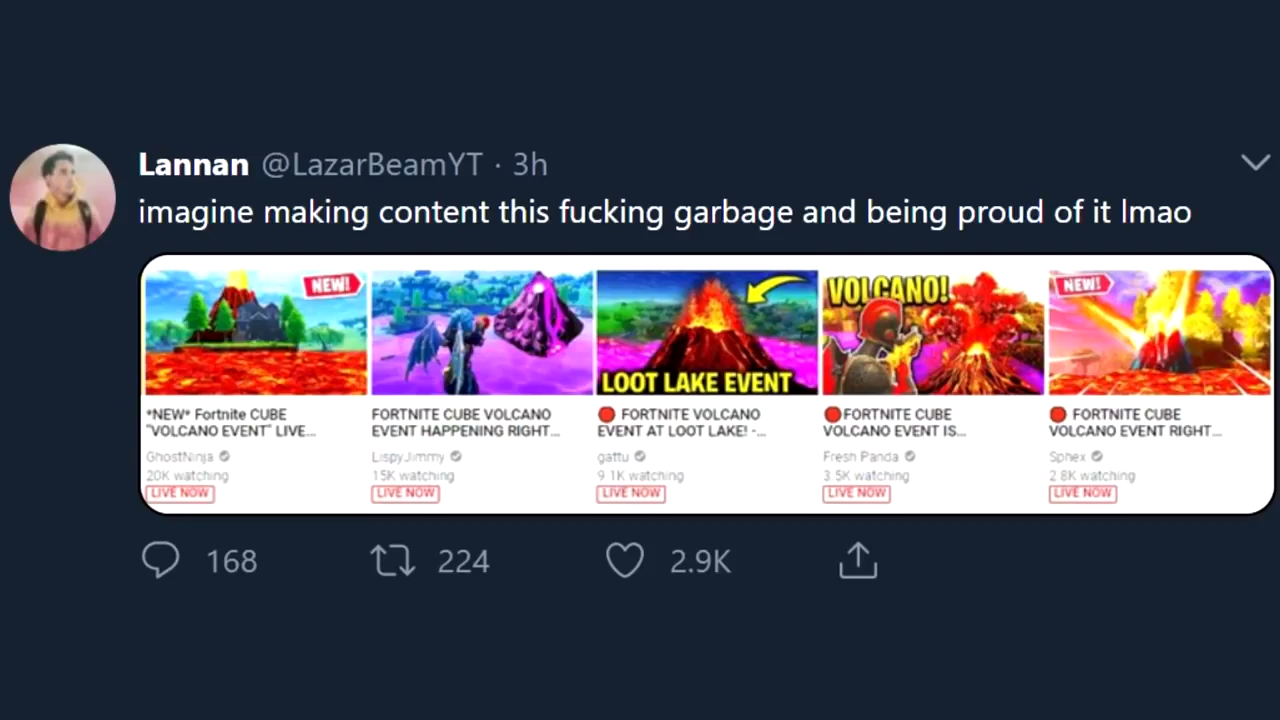 Lannan @LazarBeamYT · 3h
imagine making content this fucking garbage and being proud of it lmao
NEW!
LOOT LAKE EVENT
VOLCANO!
NEW!
*NEW* Fortnite CUBE
"VOLCANO EVENT" LIVE...
GhostNinja
20K watching
LIVE NOW
FORTNITE CUBE VOLCANO
EVENT HAPPENING RIGHT...
LispyJimmy
15K watching
LIVE NOW
FORTNITE VOLCANO
EVENT AT LOOT LAKE! -...
gattu
9.1K watching
LIVE NOW
FORTNITE CUBE
VOLCANO EVENT IS...
Fresh Panda
3.5K watching
LIVE NOW
FORTNITE CUBE
VOLCANO EVENT RIGHT...
Sphex
2.8K watching
LIVE NOW
168 224 2.9K